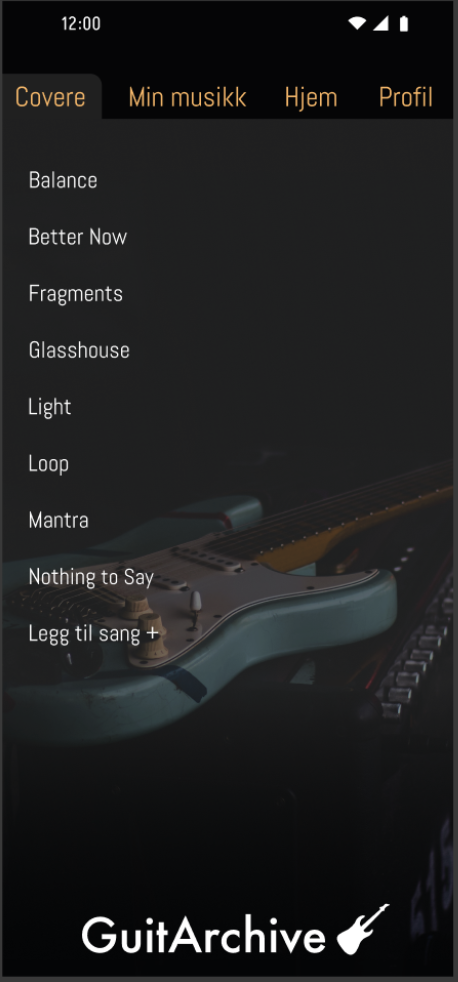 12:00
Covere Min musikk Hjem Profil
Balance
Better Now
Fragments
Glasshouse
Light
Loop
Mantra
Nothing to Say
Legg til sang +
GuitArchive